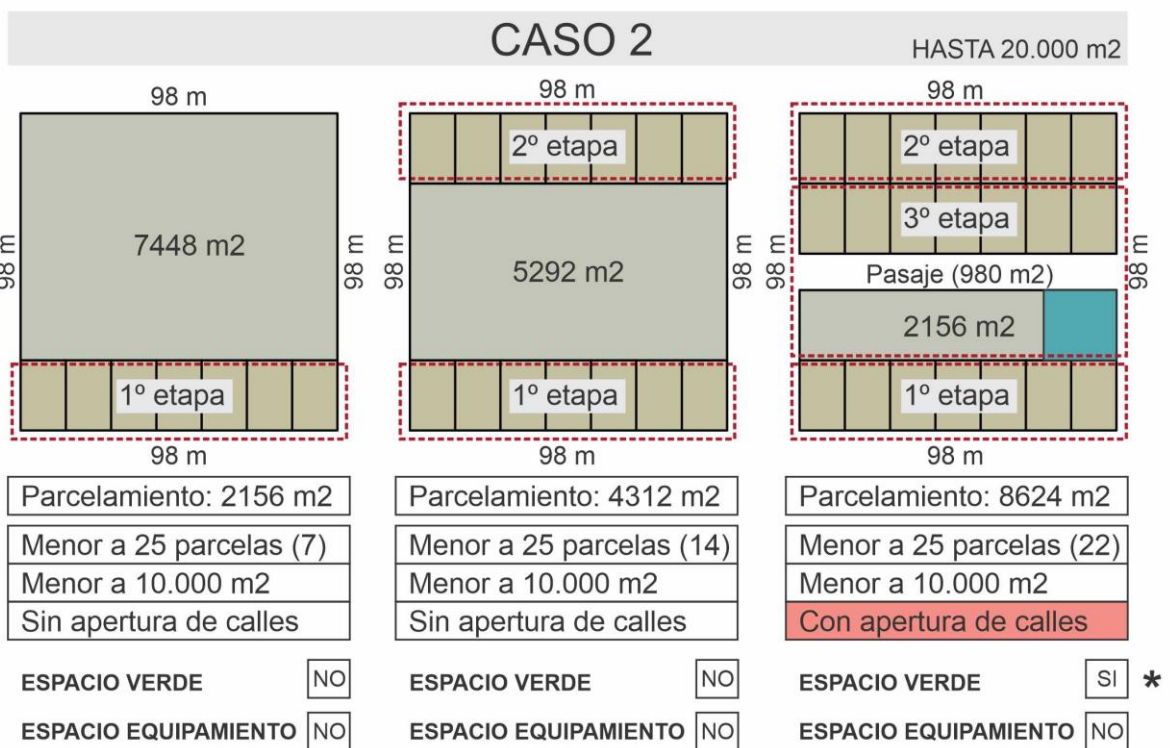 CASO 2
HASTA 20.000 m2
98 m
7448 m2
98 m
98 m
1º etapa
98 m
Parcelamiento: 2156 m2
Menor a 25 parcelas (7)
Menor a 10.000 m2
Sin apertura de calles
ESPACIO VERDE NO
ESPACIO EQUIPAMIENTO NO
98 m
2º etapa
5292 m2
98 m
98 m
1º etapa
98 m
Parcelamiento: 4312 m2
Menor a 25 parcelas (14)
Menor a 10.000 m2
Sin apertura de calles
ESPACIO VERDE NO
ESPACIO EQUIPAMIENTO NO
98 m
2º etapa
3º etapa
98 m
98 m
Pasaje (980 m2)
2156 m2
1º etapa
98 m
Parcelamiento: 8624 m2
Menor a 25 parcelas (22)
Menor a 10.000 m2
Con apertura de calles
ESPACIO VERDE SI *
ESPACIO EQUIPAMIENTO NO